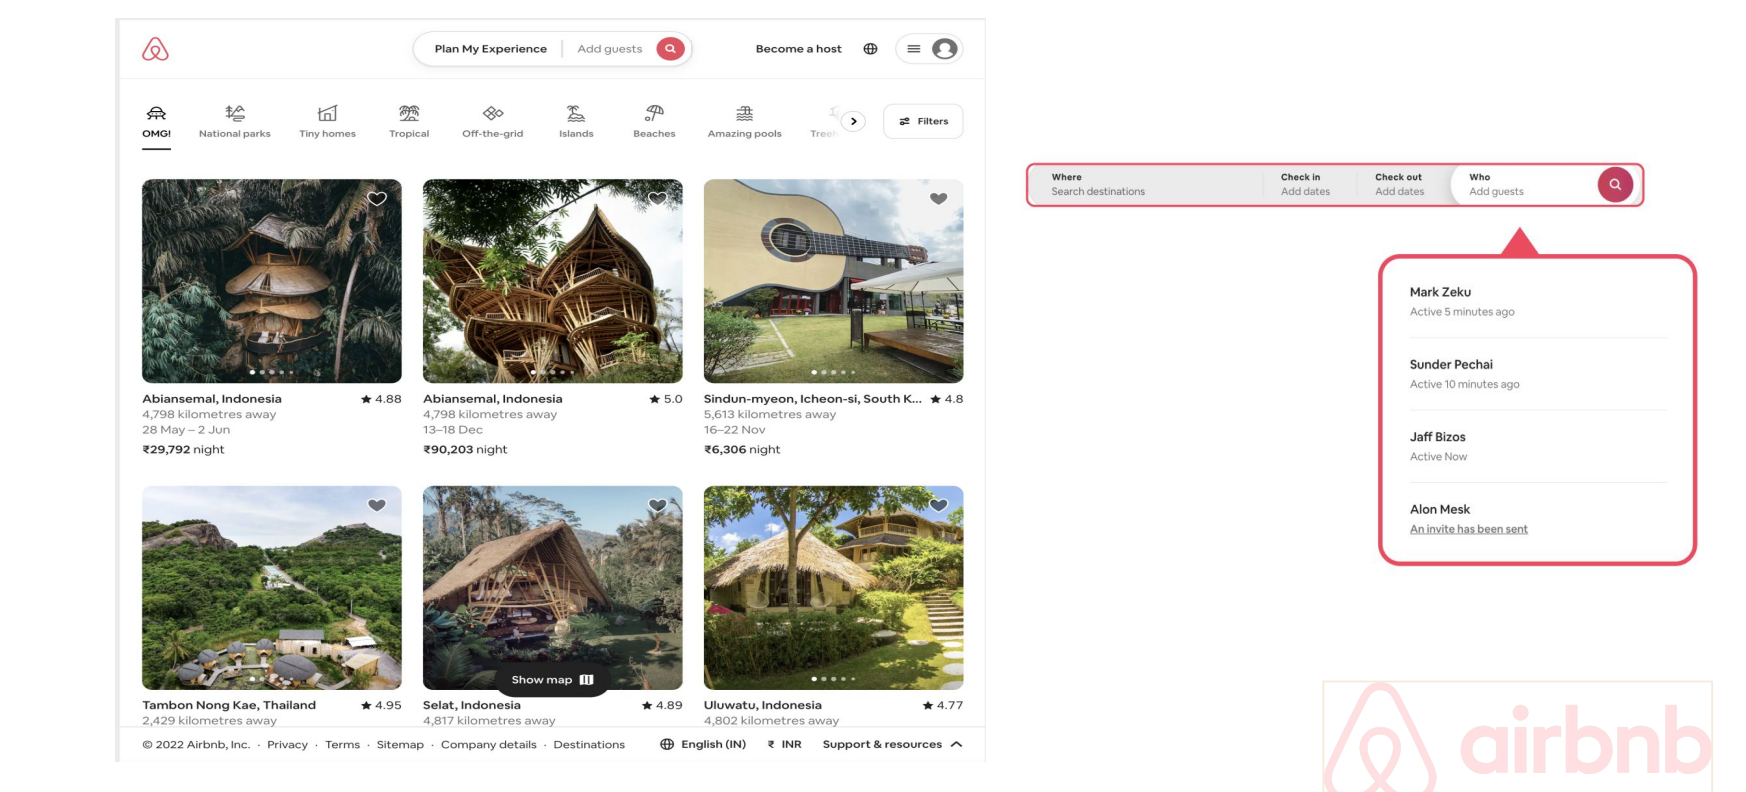 Plan My Experience Add guests
Become a host
OMG!
National parks
Tiny homes
Tropical
Off-the-grid
Islands
Beaches
Amazing pools
Filters
Abiansemal, Indonesia ★ 4.88
4,798 kilometres away
28 May – 2 Jun
₹29,792 night
Abiansemal, Indonesia ★ 5.0
4,798 kilometres away
13–18 Dec
₹90,203 night
Sindun-myeon, Icheon-si, South K... ★ 4.8
5,613 kilometres away
16–22 Nov
₹6,306 night
Show map
Tambon Nong Kae, Thailand ★ 4.95
2,429 kilometres away
Selat, Indonesia ★ 4.89
4,817 kilometres away
Uluwatu, Indonesia ★ 4.77
4,802 kilometres away
© 2022 Airbnb, Inc. · Privacy · Terms · Sitemap · Company details · Destinations
English (IN) ₹ INR Support & resources
Where
Search destinations
Check in
Add dates
Check out
Add dates
Who
Add guests
Mark Zeku
Active 5 minutes ago
Sunder Pechai
Active 10 minutes ago
Jaff Bizos
Active Now
Alon Mesk
An invite has been sent
airbnb